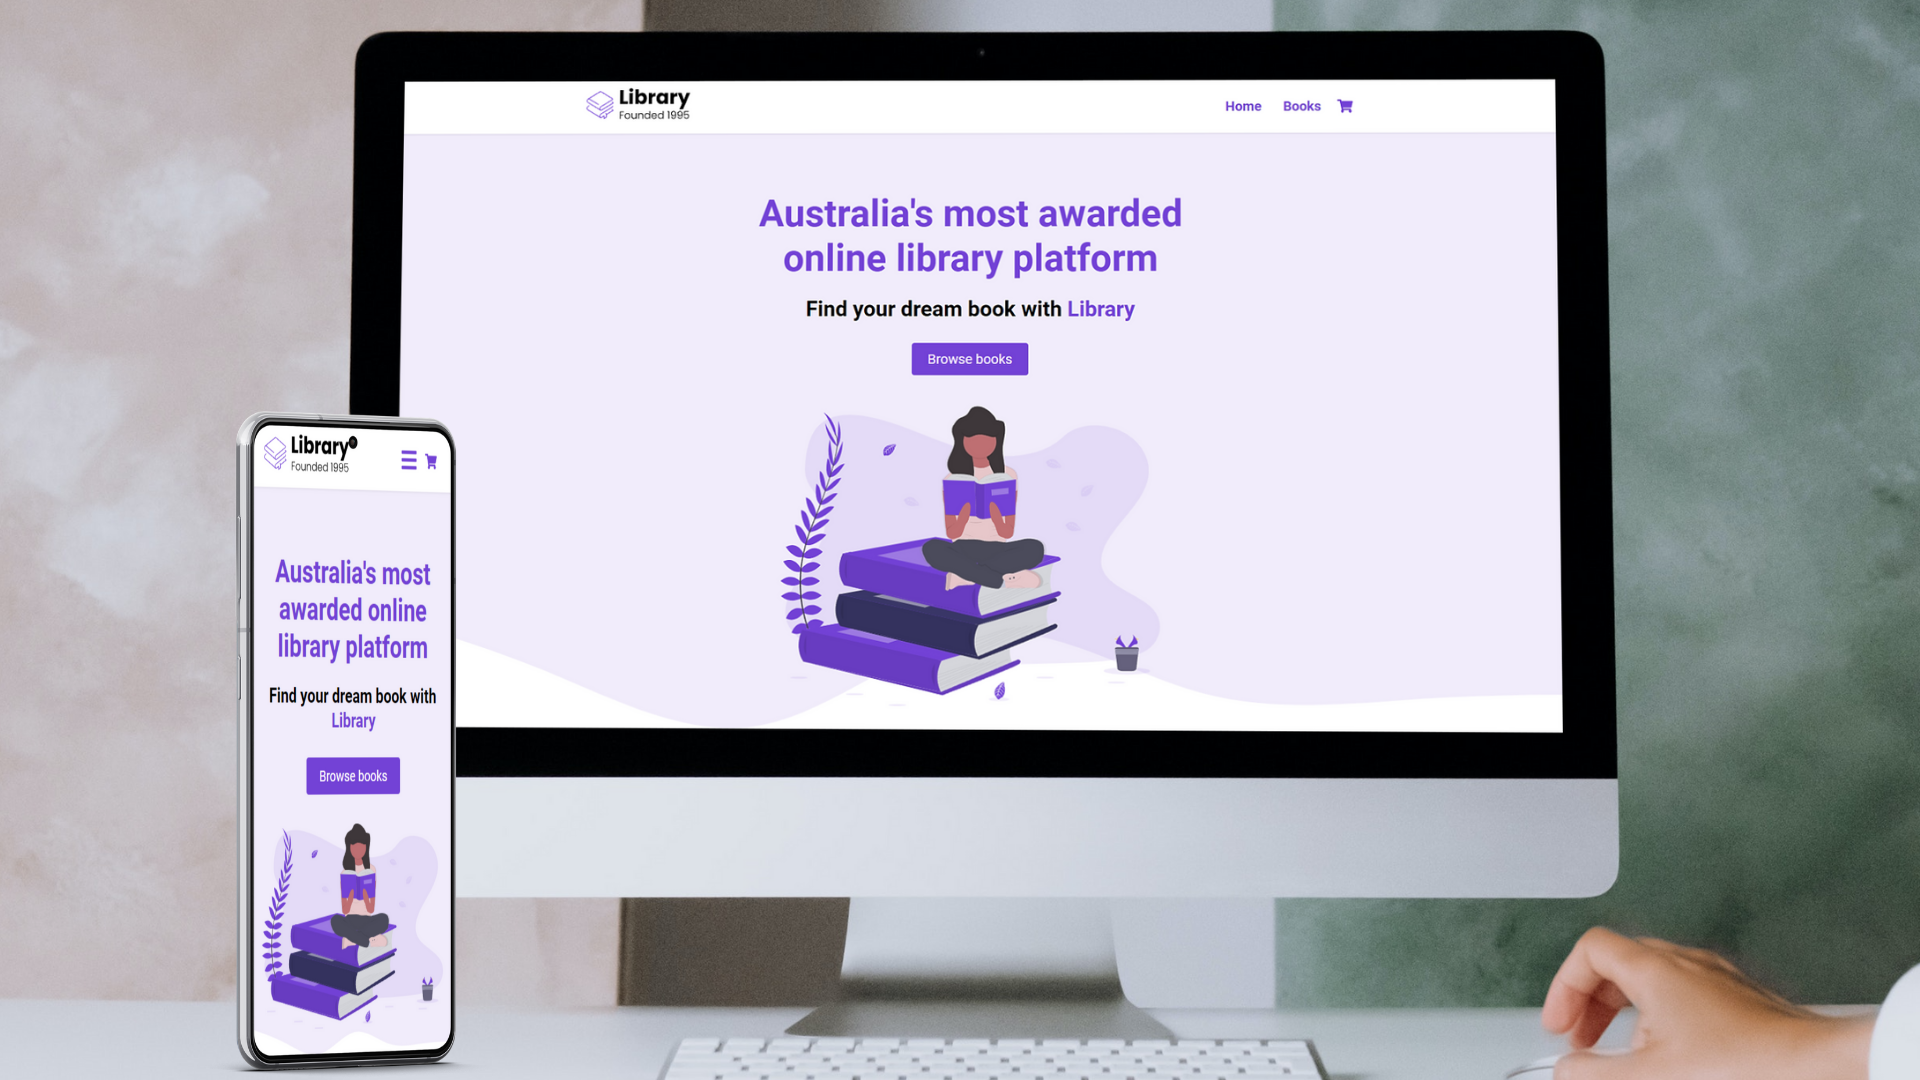 Library
Founded 1995
Home Books
Australia's most awarded
online library platform
Find your dream book with Library
Browse books
Library
Founded 1995
Australia's most
awarded online
library platform
Find your dream book with
Library
Browse books